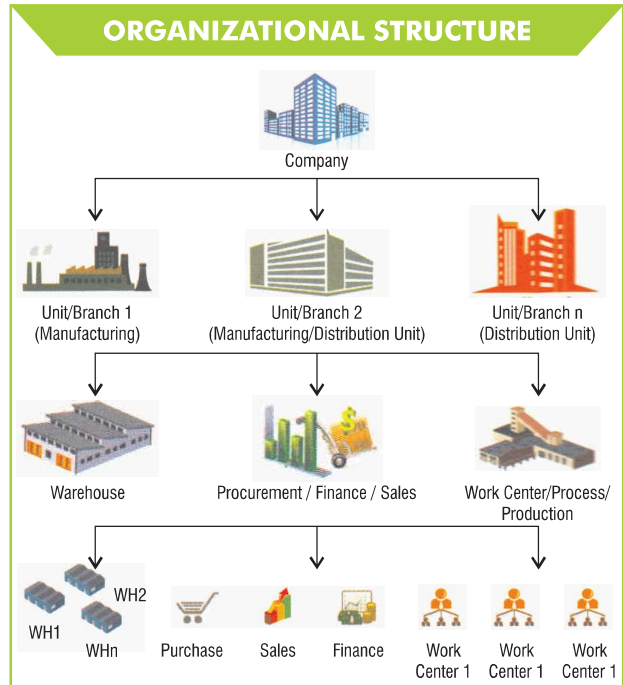 ORGANIZATIONAL STRUCTURE
Company
Unit/Branch 1
(Manufacturing)
Unit/Branch 2
(Manufacturing/Distribution Unit)
Unit/Branch n
(Distribution Unit)
Warehouse
Procurement / Finance / Sales
Work Center/Process/
Production
WH1
WH2
WHn
Purchase
Sales
Finance
Work
Center 1
Work
Center 1
Work
Center 1